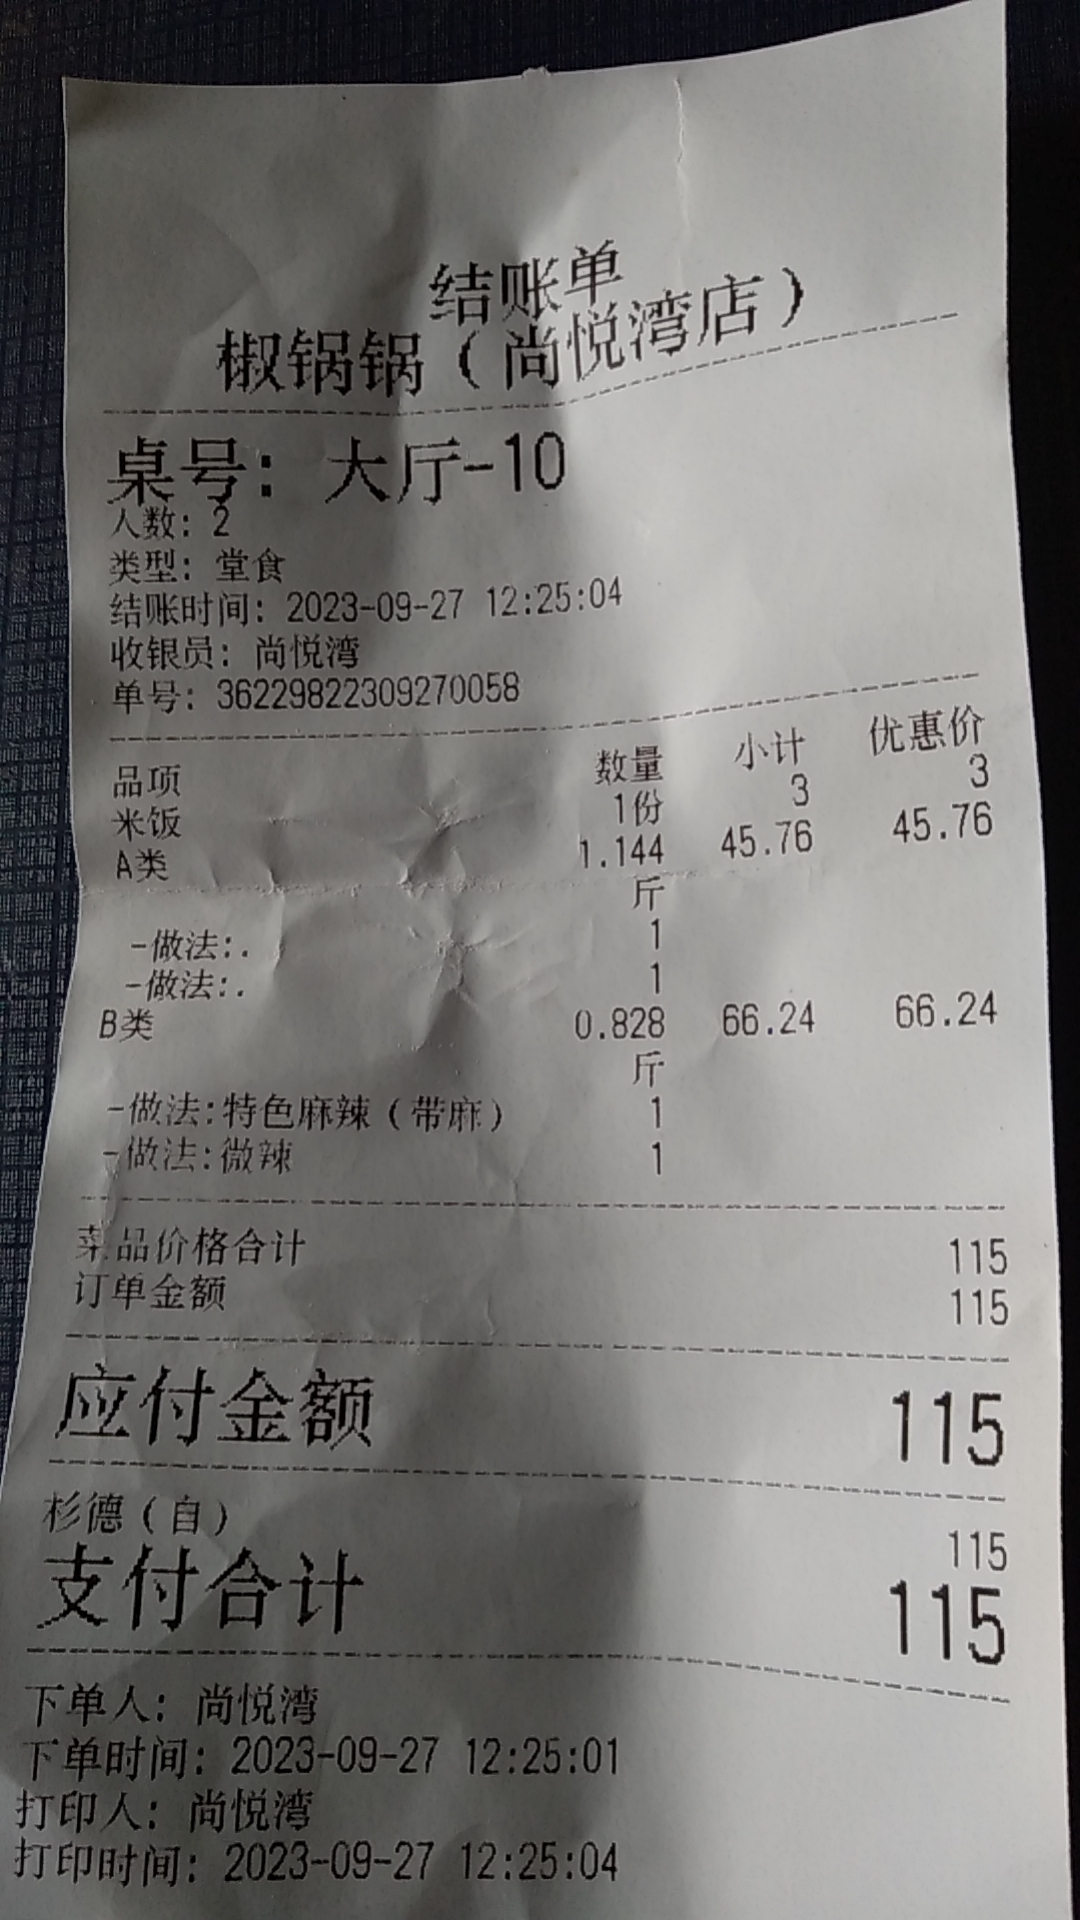 结账单
椒锅锅（尚悦湾店）
桌号：大厅-10
人数：2
类型：堂食
结账时间：2023-09-27 12:25:04
收银员：尚悦湾
单号：36229822309270058
品项 数量 小计 优惠价
米饭 1份 3 3
A类 1.144 45.76 45.76
斤
-做法:. 1
-做法:. 1
B类 0.828 66.24 66.24
斤
-做法:特色麻辣（带麻） 1
-做法:微辣 1
菜品价格合计 115
订单金额 115
应付金额 115
杉德（自） 115
支付合计 115
下单人：尚悦湾
下单时间：2023-09-27 12:25:01
打印人：尚悦湾
打印时间：2023-09-27 12:25:04